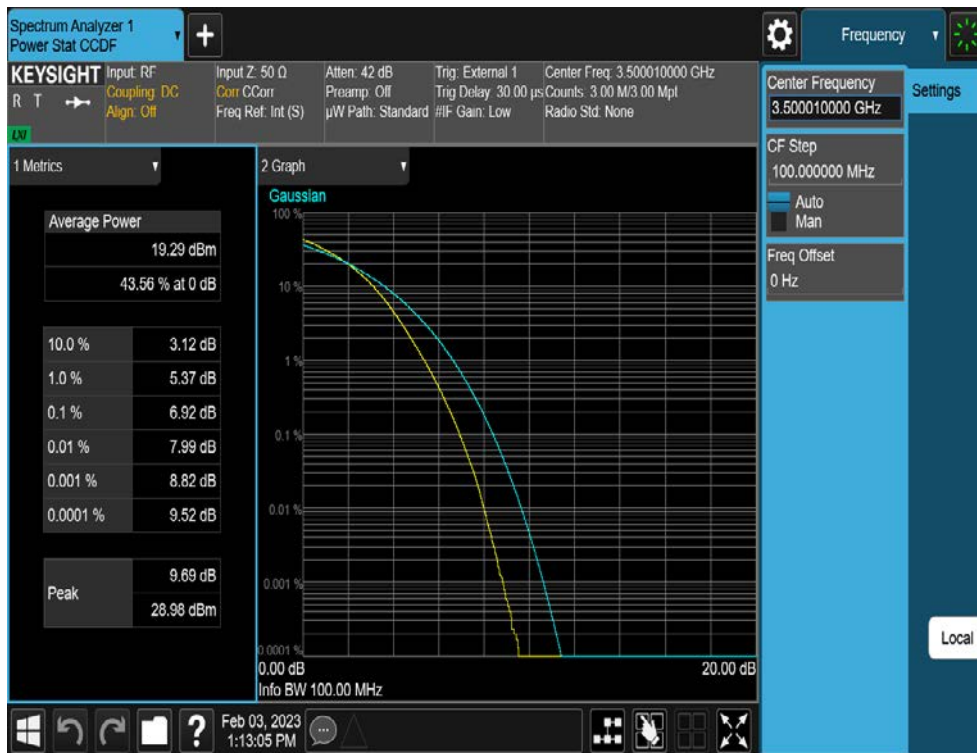 Spectrum Analyzer 1
Power Stat CCDF
+
Frequency
KEYSIGHT
R T
LXI
Input: RF
Coupling: DC
Align: Off
Input Z: 50 Ω
Corr CCorr
Freq Ref: Int (S)
Atten: 42 dB
Preamp: Off
µW Path: Standard
Trig: External 1
Trig Delay: 30.00 µs
#IF Gain: Low
Center Freq: 3.500010000 GHz
Counts: 3.00 M/3.00 Mpt
Radio Std: None
Center Frequency
3.500010000 GHz
Settings
CF Step
100.000000 MHz
Auto
Man
Freq Offset
0 Hz
Local
1 Metrics
Average Power
19.29 dBm
43.56 % at 0 dB
10.0 % 3.12 dB
1.0 % 5.37 dB
0.1 % 6.92 dB
0.01 % 7.99 dB
0.001 % 8.82 dB
0.0001 % 9.52 dB
Peak
9.69 dB
28.98 dBm
2 Graph
Gaussian
100 %
10 %
1 %
0.1 %
0.01 %
0.001 %
0.0001 %
0.00 dB 20.00 dB
Info BW 100.00 MHz
?
Feb 03, 2023
1:13:05 PM